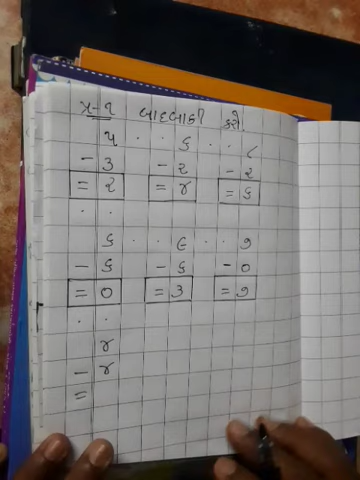 પ્ર-૧ બાદબાકી કરો.
૫ . . ૬ . . ૮
- ૩ - ૨ - ૨
= ૨ = ૪ = ૬
. .
૬ . . ૯ . . ૭
- ૬ - ૬ - ૦
= ૦ = ૩ = ૭
. .
૪
- ૪
=